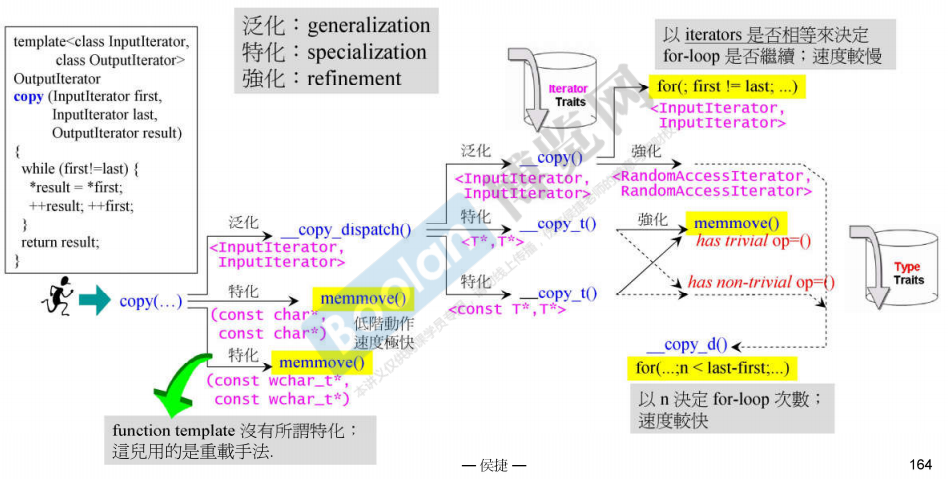 泛化：generalization
特化：specialization
強化：refinement
template<class InputIterator,
class OutputIterator>
OutputIterator
copy (InputIterator first,
InputIterator last,
OutputIterator result)
{
while (first!=last) {
*result = *first;
++result; ++first;
}
return result;
}
Iterator
Traits
以 iterators 是否相等來決定
for-loop 是否繼續；速度較慢
for(; first != last; ...)
<InputIterator,
InputIterator>
泛化
__copy()
<InputIterator,
InputIterator>
強化
<RandomAccessIterator,
RandomAccessIterator>
泛化
__copy_dispatch()
<InputIterator,
InputIterator>
特化
__copy_t()
<T*,T*>
強化
memmove()
has trivial op=()
has non-trivial op=()
Type
Traits
copy(…)
特化
memmove()
(const char*,
const char*)
低階動作
速度極快
特化
__copy_t()
<const T*,T*>
特化
memmove()
(const wchar_t*,
const wchar_t*)
__copy_d()
for(...;n < last-first;...)
以 n 決定 for-loop 次數；
速度較快
function template 沒有所謂特化：
這兒用的是重載手法.
Boolan
博览网
— 侯捷 —
164